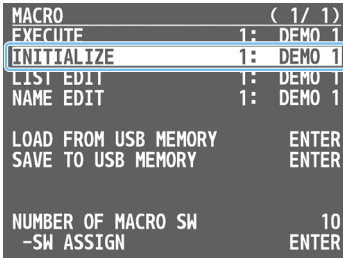 MACRO ( 1/ 1)
EXECUTE 1: DEMO 1
INITIALIZE 1: DEMO 1
LIST EDIT 1: DEMO 1
NAME EDIT 1: DEMO 1
LOAD FROM USB MEMORY ENTER
SAVE TO USB MEMORY ENTER
NUMBER OF MACRO SW 10
-SW ASSIGN ENTER